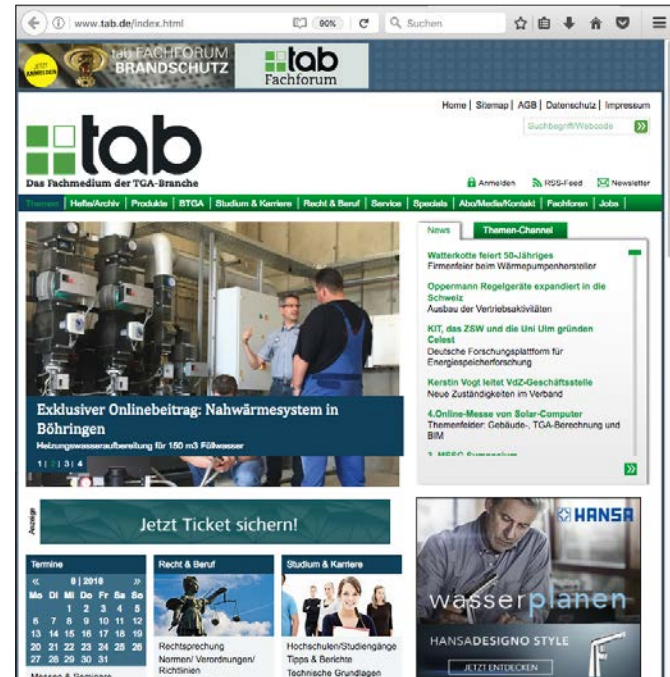 www.tab.de/index.html
90%
Suchen
JETZT
ANMELDEN
tab FACHFORUM
BRANDSCHUTZ
tab
Fachforum
Home | Sitemap | AGB | Datenschutz | Impressum
Suchbegriff/Webcode
tab
Das Fachmedium der TGA-Branche
Anmelden RSS-Feed Newsletter
Themen | Hefte/Archiv | Produkte | BTGA | Studium & Karriere | Recht & Beruf | Service | Specials | Abo/Media/Kontakt | Fachforen | Jobs |
News Themen-Channel
Watterkotte feiert 50-Jähriges
Firmenfeier beim Wärmepumpenhersteller
Oppermann Regelgeräte expandiert in die
Schweiz
Ausbau der Vertriebsaktivitäten
KIT, das ZSW und die Uni Ulm gründen
Celest
Deutsche Forschungsplattform für
Energiespeicherforschung
Kerstin Vogt leitet VdZ-Geschäftsstelle
Neue Zuständigkeiten im Verband
4.Online-Messe von Solar-Computer
Themenfelder: Gebäude-, TGA-Berechnung und
BIM
Exklusiver Onlinebeitrag: Nahwärmesystem in
Böhringen
Heizungswasseraufbereitung für 150 m3 Füllwasser
1 | 2 | 3 | 4
Anzeige
Jetzt Ticket sichern!
Termine
« 8 | 2018 »
Mo Di Mi Do Fr Sa So
1 2 3 4 5
6 7 8 9 10 11 12
13 14 15 16 17 18 19
20 21 22 23 24 25 26
27 28 29 30 31
Messen & Seminare
Recht & Beruf
Rechtsprechung
Normen/ Verordnungen/
Richtlinien
Studium & Karriere
Hochschulen/Studiengänge
Tipps & Berichte
Technische Grundlagen
HANSA
wasserplanen
HANSADESIGNO STYLE
JETZT ENTDECKEN